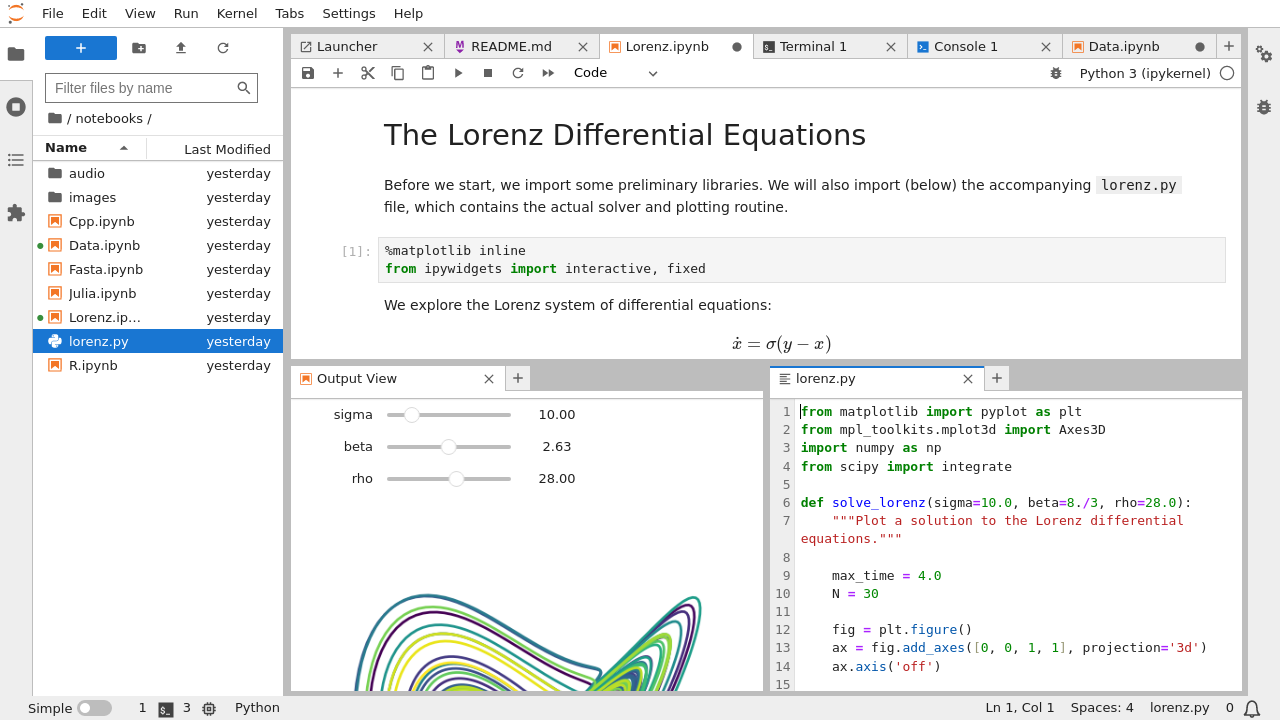 File Edit View Run Kernel Tabs Settings Help
Filter files by name
/ notebooks /
Name Last Modified
audio yesterday
images yesterday
Cpp.ipynb yesterday
Data.ipynb yesterday
Fasta.ipynb yesterday
Julia.ipynb yesterday
Lorenz.ip… yesterday
lorenz.py yesterday
R.ipynb yesterday
Launcher README.md Lorenz.ipynb Terminal 1 Console 1 Data.ipynb
Code Python 3 (ipykernel)
The Lorenz Differential Equations
Before we start, we import some preliminary libraries. We will also import (below) the accompanying lorenz.py
file, which contains the actual solver and plotting routine.
[1]: %matplotlib inline
from ipywidgets import interactive, fixed
We explore the Lorenz system of differential equations:
ẋ = σ(y − x)
Output View
sigma 10.00
beta 2.63
rho 28.00
lorenz.py
1 from matplotlib import pyplot as plt
2 from mpl_toolkits.mplot3d import Axes3D
3 import numpy as np
4 from scipy import integrate
5
6 def solve_lorenz(sigma=10.0, beta=8./3, rho=28.0):
7 """Plot a solution to the Lorenz differential
equations."""
8
9 max_time = 4.0
10 N = 30
11
12 fig = plt.figure()
13 ax = fig.add_axes([0, 0, 1, 1], projection='3d')
14 ax.axis('off')
15
Simple 1 3 Python Ln 1, Col 1 Spaces: 4 lorenz.py 0